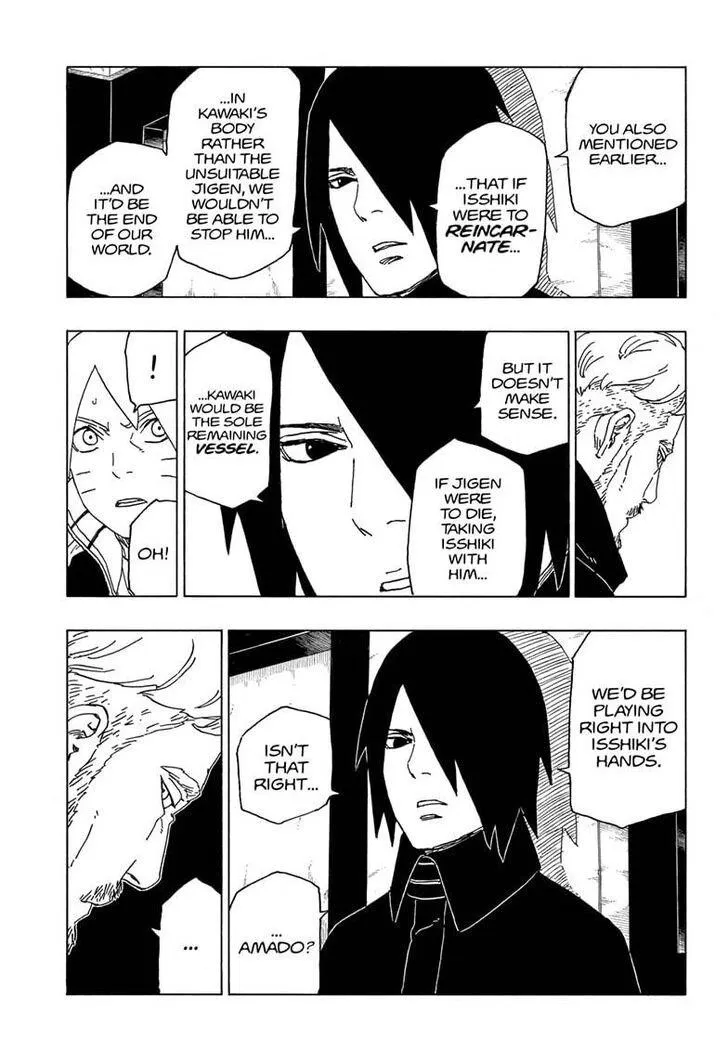 YOU ALSO
MENTIONED
EARLIER...
...THAT IF
ISSHIKI
WERE TO
REINCAR-
NATE...
...IN
KAWAKI'S
BODY
RATHER
THAN THE
UNSUITABLE
JIGEN, WE
WOULDN'T
BE ABLE TO
STOP HIM...
...AND
IT'D BE
THE END
OF OUR
WORLD.
BUT IT
DOESN'T
MAKE
SENSE.
IF JIGEN
WERE
TO DIE,
TAKING
ISSHIKI
WITH
HIM...
...KAWAKI
WOULD BE
THE SOLE
REMAINING
VESSEL.
!
OH!
WE'D BE
PLAYING
RIGHT INTO
ISSHIKI'S
HANDS.
ISN'T
THAT
RIGHT...
...
AMADO?
...